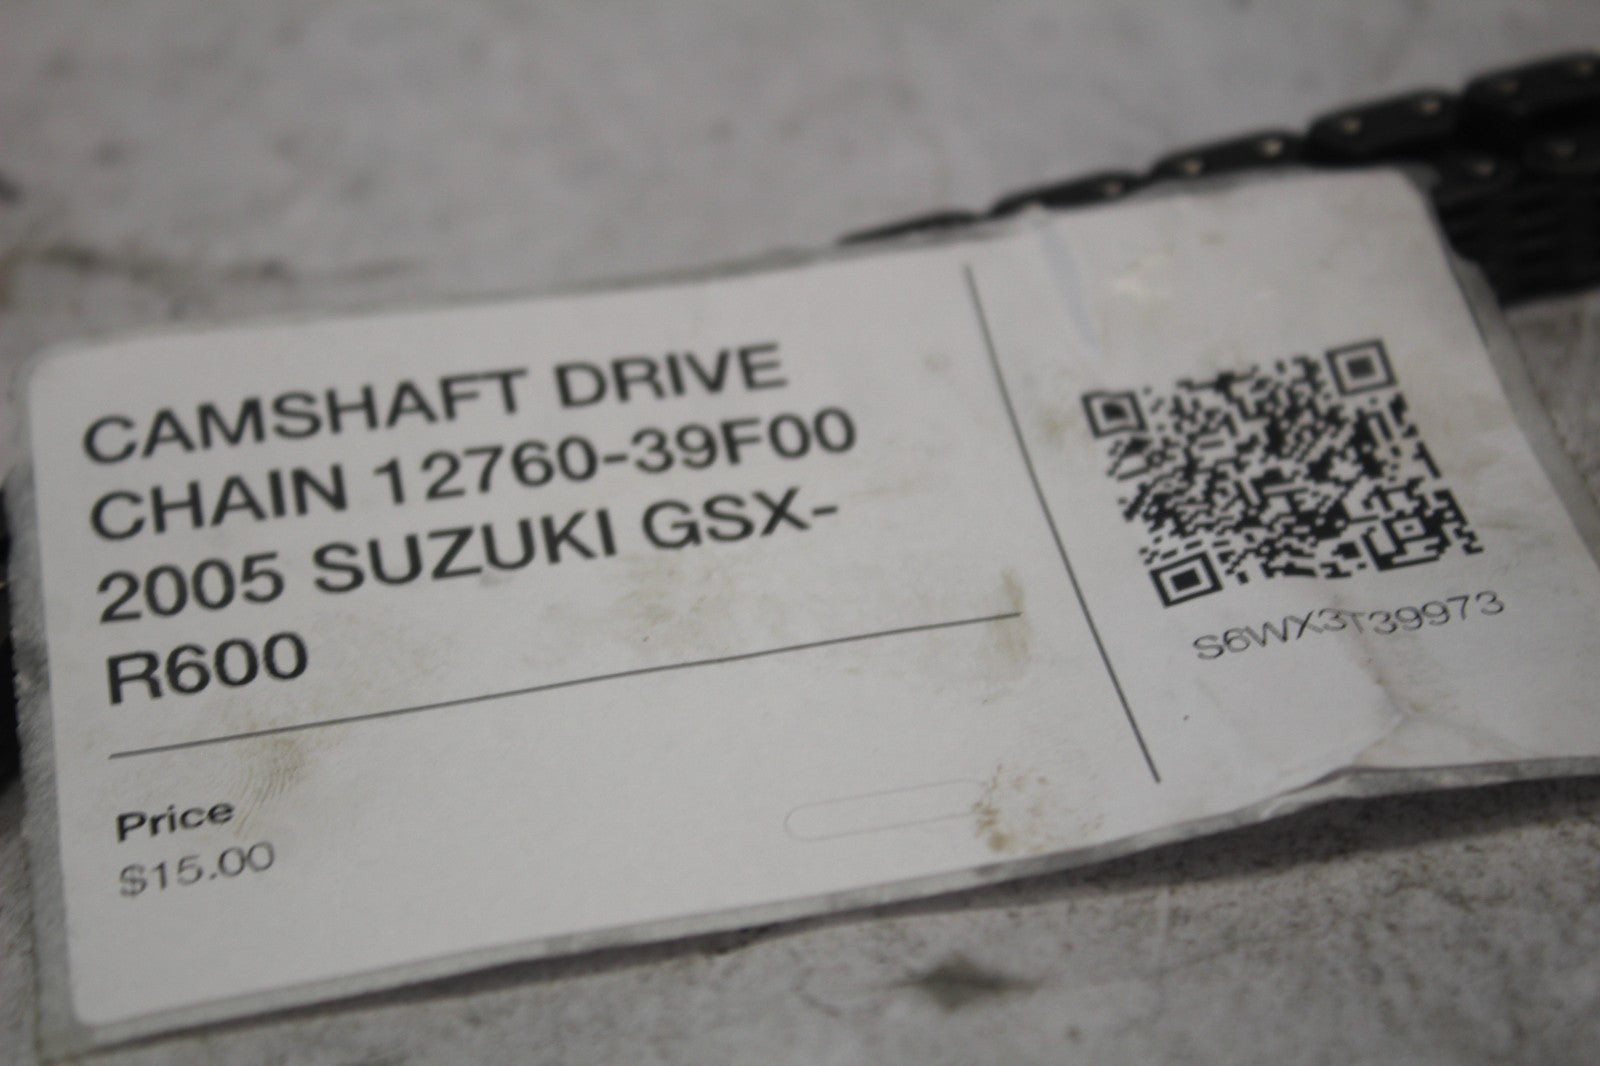 CAMSHAFT DRIVE
CHAIN 12760-39F00
2005 SUZUKI GSX-
R600
Price
$15.00
S6WX3T39973